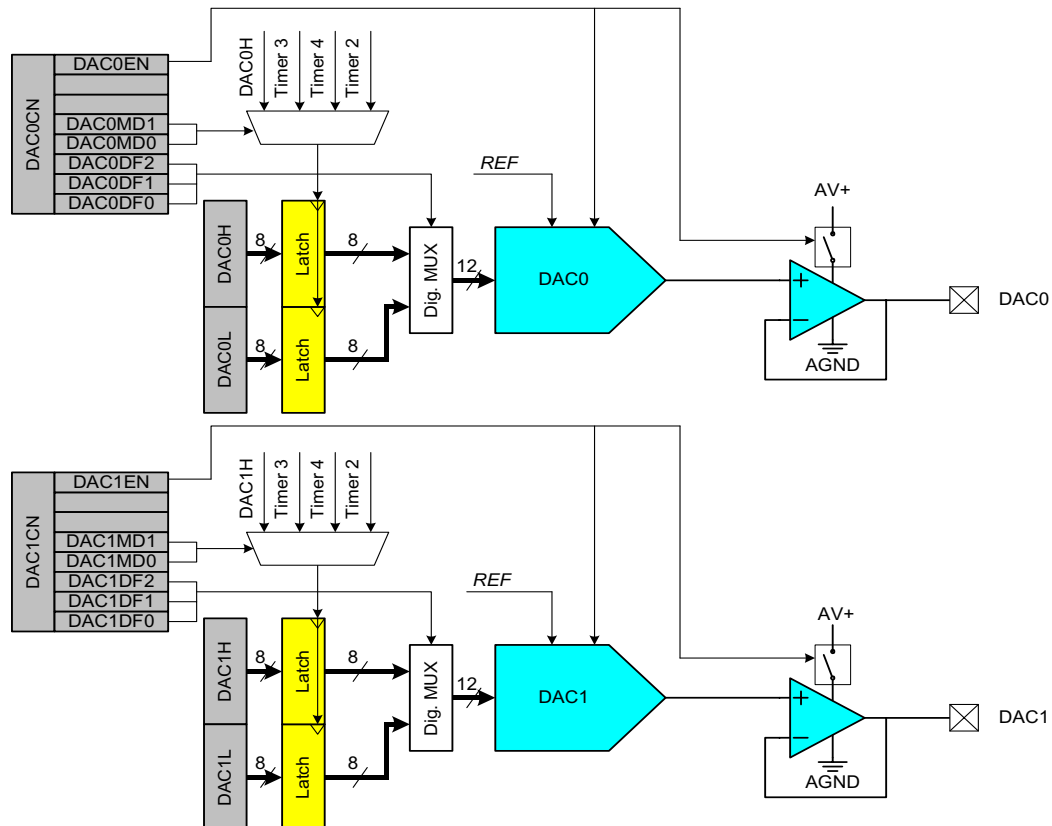 DAC0CN
DAC0EN
DAC0MD1
DAC0MD0
DAC0DF2
DAC0DF1
DAC0DF0
DAC0H
Timer 3
Timer 4
Timer 2
REF
AV+
DAC0H
8
Latch
8
Dig. MUX
12
DAC0
+
−
DAC0
DAC0L
8
Latch
8
AGND
DAC1CN
DAC1EN
DAC1MD1
DAC1MD0
DAC1DF2
DAC1DF1
DAC1DF0
DAC1H
Timer 3
Timer 4
Timer 2
REF
AV+
DAC1H
8
Latch
8
Dig. MUX
12
DAC1
+
−
DAC1
DAC1L
8
Latch
8
AGND